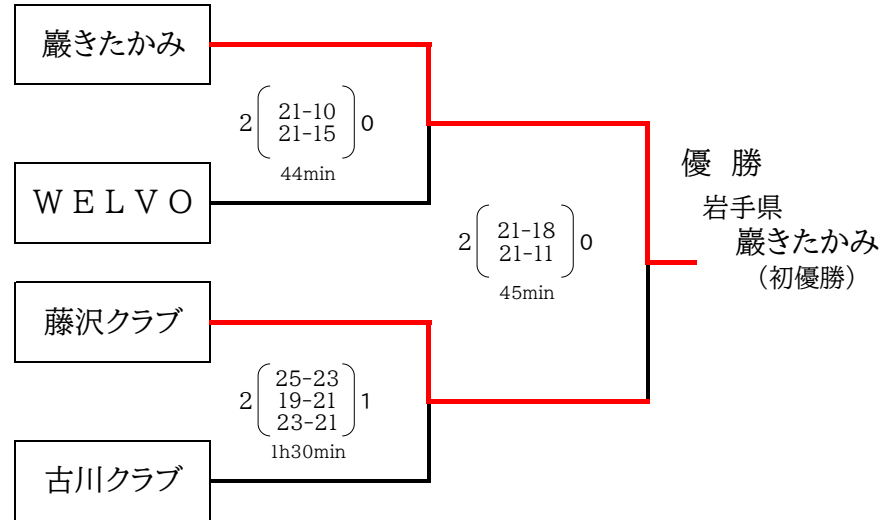 巖きたかみ
2 21-10 0
21-15
44min
ＷＥＬＶＯ
藤沢クラブ
2 25-23 1
19-21
23-21
1h30min
古川クラブ
2 21-18 0
21-11
45min
優 勝
岩手県
巖きたかみ
（初優勝）